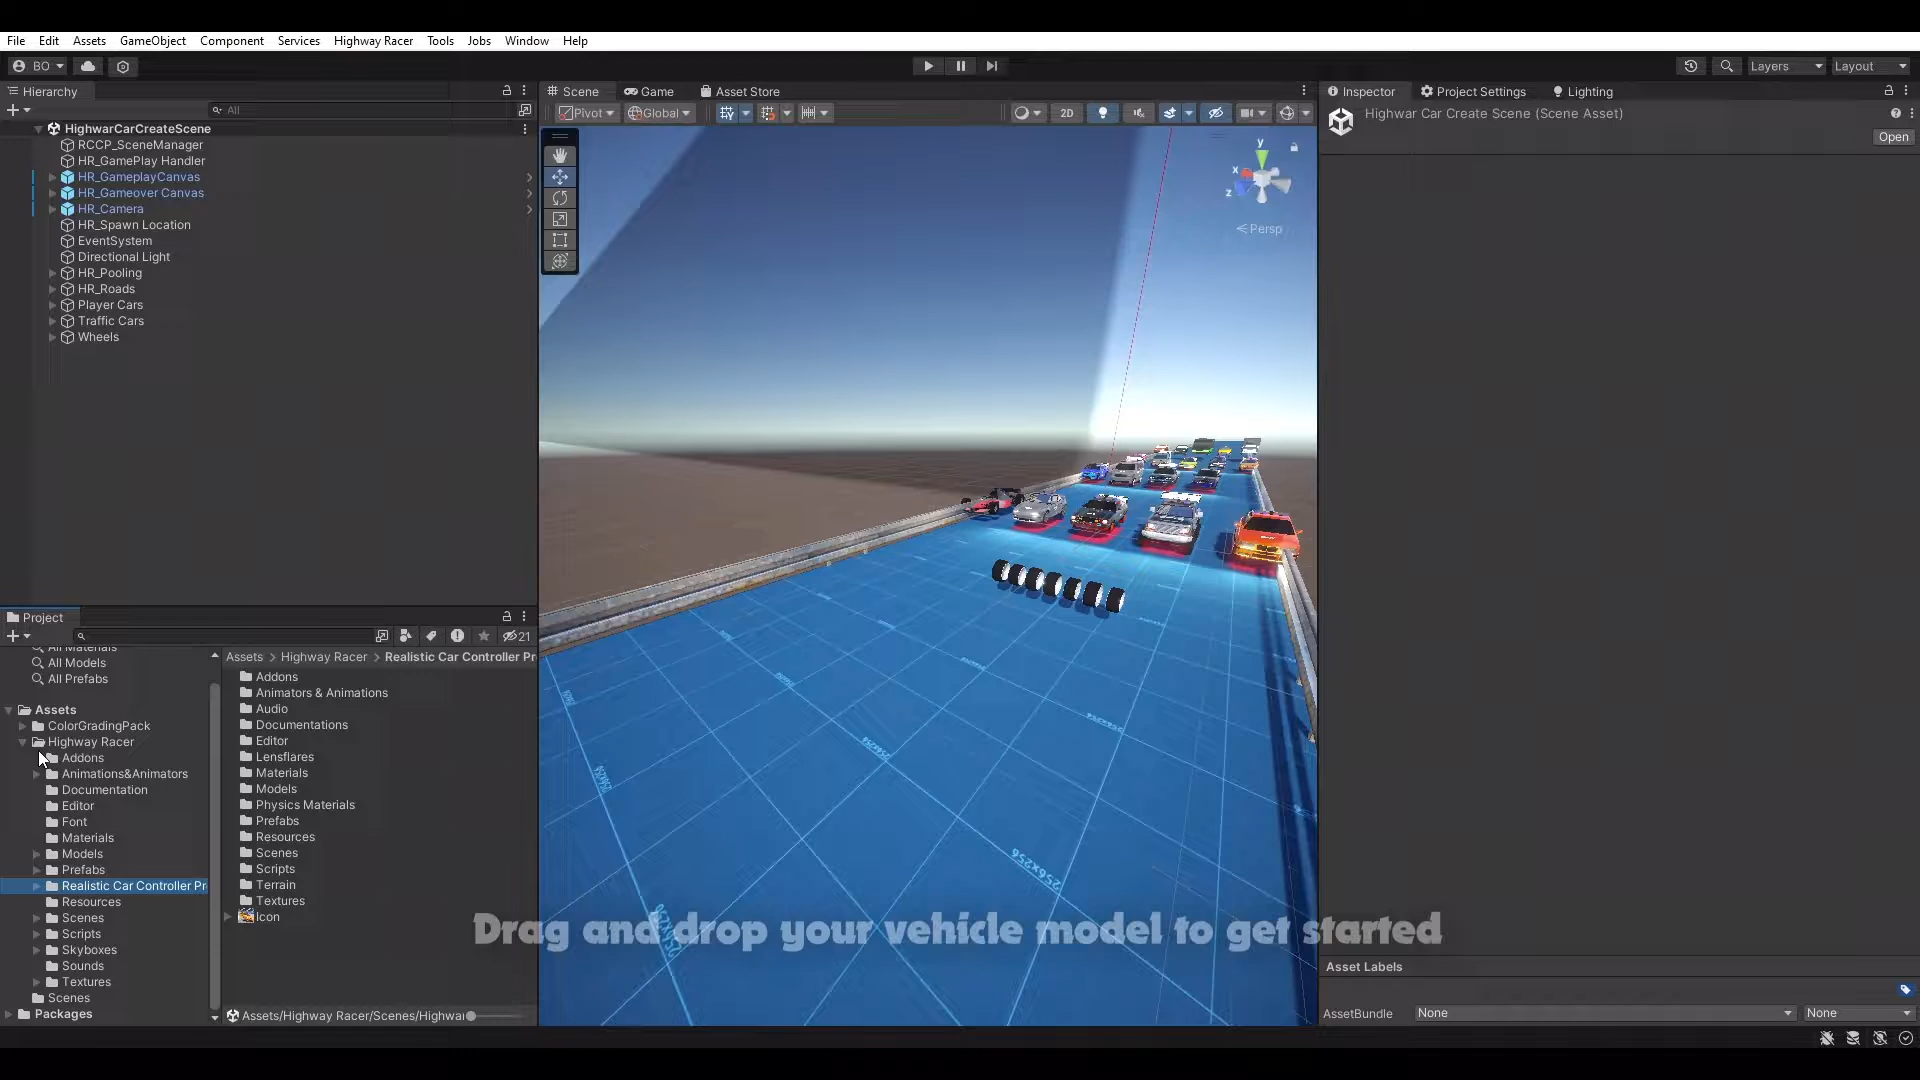 File Edit Assets GameObject Component Services Highway Racer Tools Jobs Window Help
BO
Layers
Layout
Hierarchy
All
HighwarCarCreateScene
RCCP_SceneManager
HR_GamePlay Handler
HR_GameplayCanvas
HR_Gameover Canvas
HR_Camera
HR_Spawn Location
EventSystem
Directional Light
HR_Pooling
HR_Roads
Player Cars
Traffic Cars
Wheels
Scene Game Asset Store
Pivot Global 2D
y
x
z
Persp
256x256
Inspector Project Settings Lighting
Highwar Car Create Scene (Scene Asset)
Open
Project
21
All Materials
All Models
All Prefabs
Assets
ColorGradingPack
Highway Racer
Addons
Animations&Animators
Documentation
Editor
Font
Materials
Models
Prefabs
Realistic Car Controller Pr
Resources
Scenes
Scripts
Skyboxes
Sounds
Textures
Scenes
Packages
Assets > Highway Racer > Realistic Car Controller Pr
Addons
Animators & Animations
Audio
Documentations
Editor
Lensflares
Materials
Models
Physics Materials
Prefabs
Resources
Scenes
Scripts
Terrain
Textures
Icon
Assets/Highway Racer/Scenes/Highwar
Drag and drop your vehicle model to get started
Asset Labels
AssetBundle None None